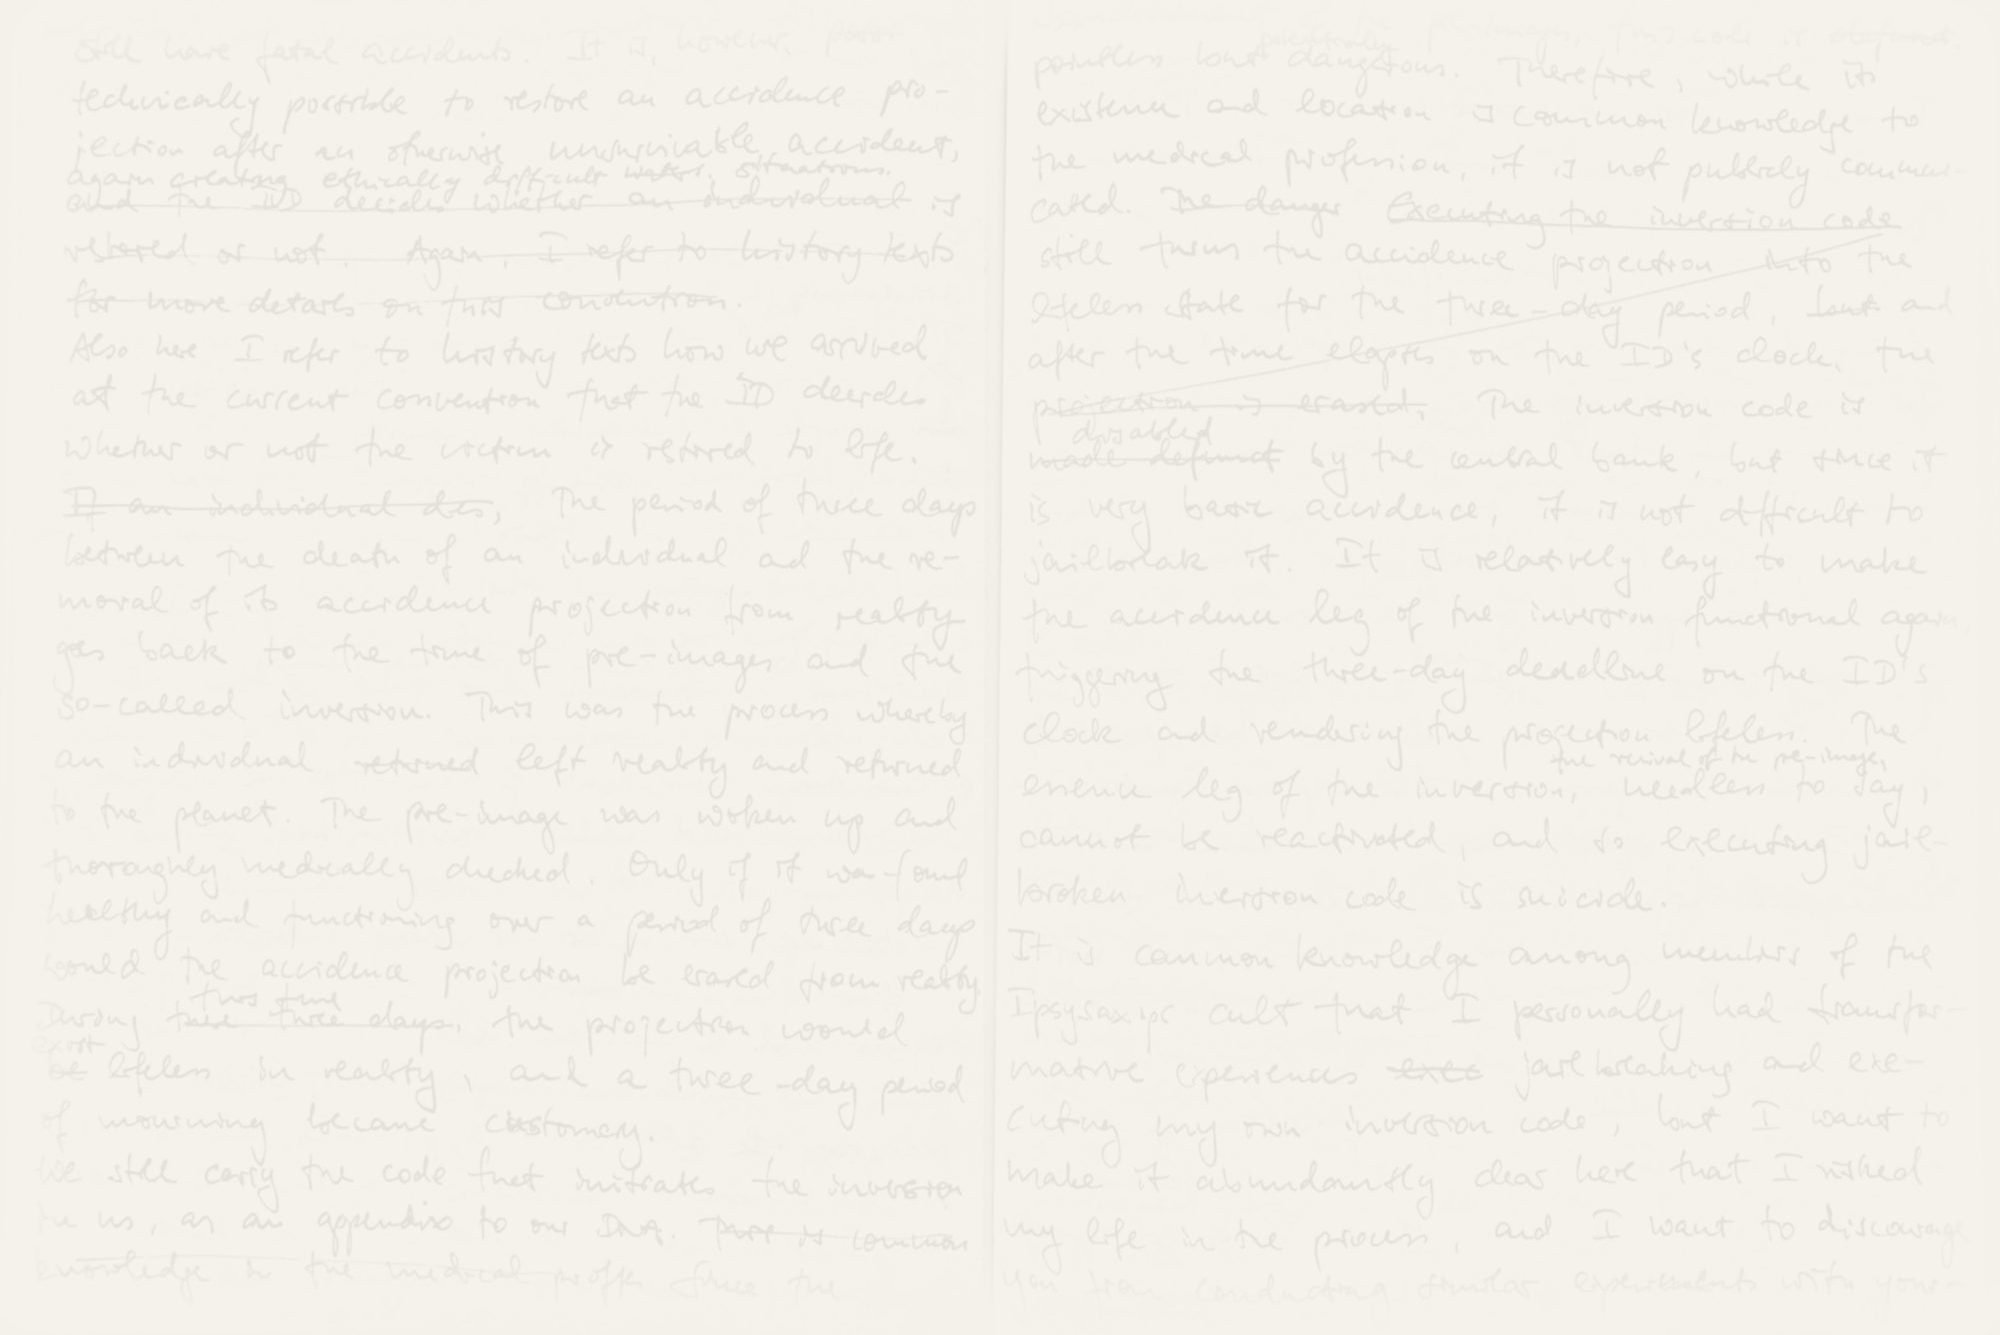 still have fatal accidents. It is, however,
technically possible to restore an accidence pro-
jection after an otherwise unsurvivable accident,
again creating ethically difficult situations.
and the ID decides whether an individual is
restored or not. Again, I refer to history texts
for more details on this
Also here I refer to history texts how we arrived
at the current convention that the ID decides
whether or not the victim is restored to life.
If an individual dies, The period of three days
between the death of an individual and the re-
moval of its accidence projection from reality
goes back to the time of pre-images and the
so-called inversion. This was the process whereby
an individual returned left reality and returned
to the planet. The pre-image was woken up and
thoroughly medically checked. Only if it was found
healthy and functioning over a period of three days
would the accidence projection be erased from reality.
this time
During these three days, the projection would
exist
be lifeless in reality, and a three-day period
of mourning became customary.
We still carry the code that initiates the inversion
in us, as an appendix to our DNA. This is common
knowledge in the medical Since the
potentially this code is defunct,
pointless but dangerous. Therefore, while its
existence and location is common knowledge to
the medical profession, it is not publicly communi-
cated. The danger Executing the inversion code
still turns the accidence projection into the
lifeless state for the three-day period, but and
after the time elapses on the ID's clock, the
projection is erased. The inversion code is
disabled
made defunct by the central bank, but since it
is very basic accidence, it is not difficult to
jailbreak it. It is relatively easy to make
the accidence leg of the inversion functional again,
triggering the three-day deadline on the ID's
clock and rendering the projection lifeless. The
the revival of the pre-image,
essence leg of the inversion, needless to say,
cannot be reactivated, and so executing jail-
broken inversion code is suicide.
It is common knowledge among members of the
Ipsysaxipc cult that I personally had transfor-
mative experiences exec jailbreaking and exe-
cuting my own inversion code, but I want to
make it abundantly clear here that I risked
my life in the process, and I want to discourage
you from conducting similar experiments with your-